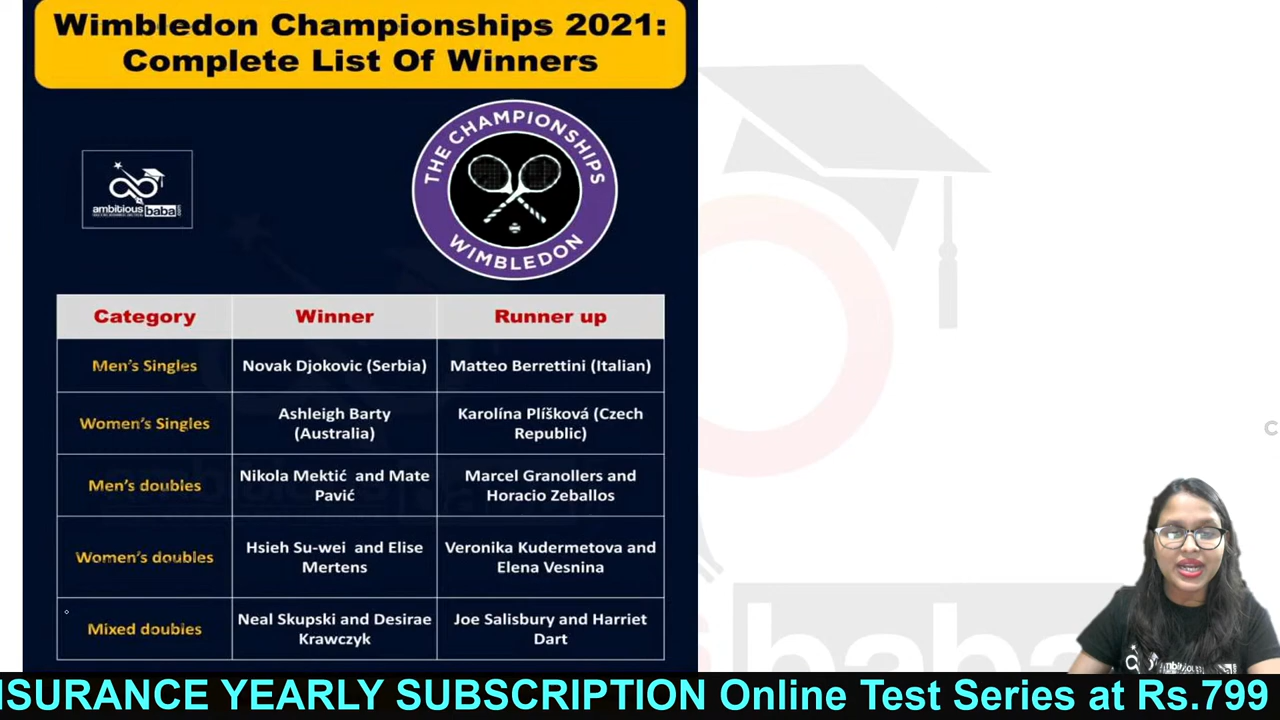 Wimbledon Championships 2021:
Complete List Of Winners
THE CHAMPIONSHIPS
WIMBLEDON
ambitiousbaba.com
Category Winner Runner up
Men's Singles Novak Djokovic (Serbia) Matteo Berrettini (Italian)
Women's Singles Ashleigh Barty
(Australia) Karolína Plíšková (Czech
Republic)
Men's doubles Nikola Mektić and Mate
Pavić Marcel Granollers and
Horacio Zeballos
Women's doubles Hsieh Su-wei and Elise
Mertens Veronika Kudermetova and
Elena Vesnina
Mixed doubles Neal Skupski and Desirae
Krawczyk Joe Salisbury and Harriet
Dart
C
baba
NSURANCE YEARLY SUBSCRIPTION Online Test Series at Rs.799